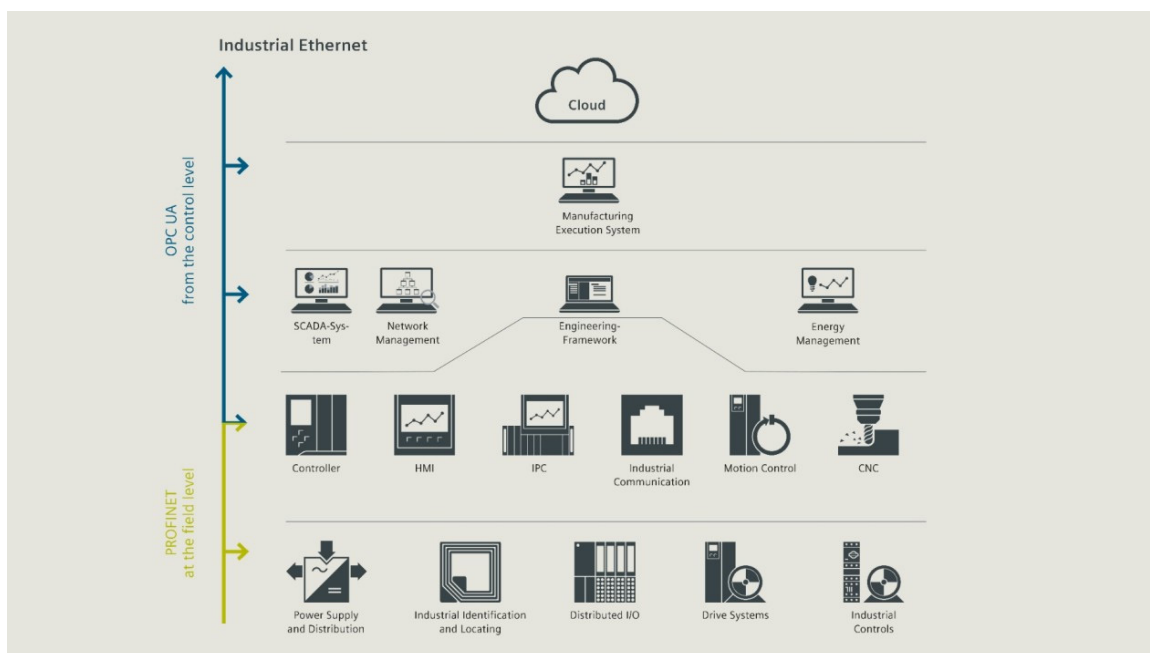 Industrial Ethernet
Cloud
OPC UA
from the control level
Manufacturing
Execution System
SCADA-Sys-
tem
Network
Management
Engineering-
Framework
Energy
Management
Controller
HMI
IPC
Industrial
Communication
Motion Control
CNC
PROFINET
at the field level
Power Supply
and Distribution
Industrial Identification
and Locating
Distributed I/O
Drive Systems
Industrial
Controls